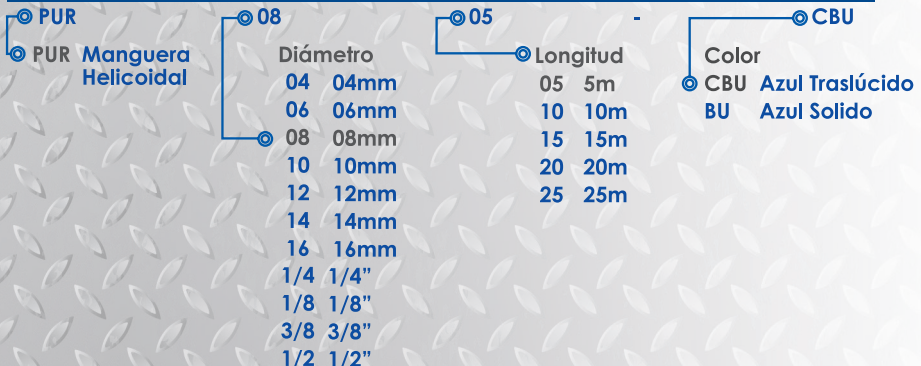 PUR 08 05 - CBU
PUR Manguera Helicoidal
Diámetro
04 04mm
06 06mm
08 08mm
10 10mm
12 12mm
14 14mm
16 16mm
1/4 1/4”
1/8 1/8”
3/8 3/8”
1/2 1/2”
Longitud
05 5m
10 10m
15 15m
20 20m
25 25m
Color
CBU Azul Traslúcido
BU Azul Solido